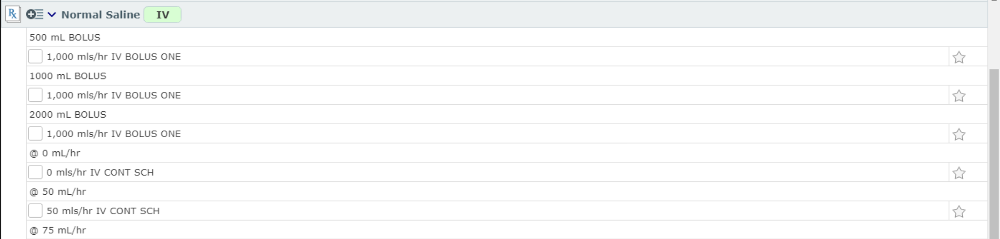 Rx Normal Saline IV
500 mL BOLUS
1,000 mls/hr IV BOLUS ONE
1000 mL BOLUS
1,000 mls/hr IV BOLUS ONE
2000 mL BOLUS
1,000 mls/hr IV BOLUS ONE
@ 0 mL/hr
0 mls/hr IV CONT SCH
@ 50 mL/hr
50 mls/hr IV CONT SCH
@ 75 mL/hr